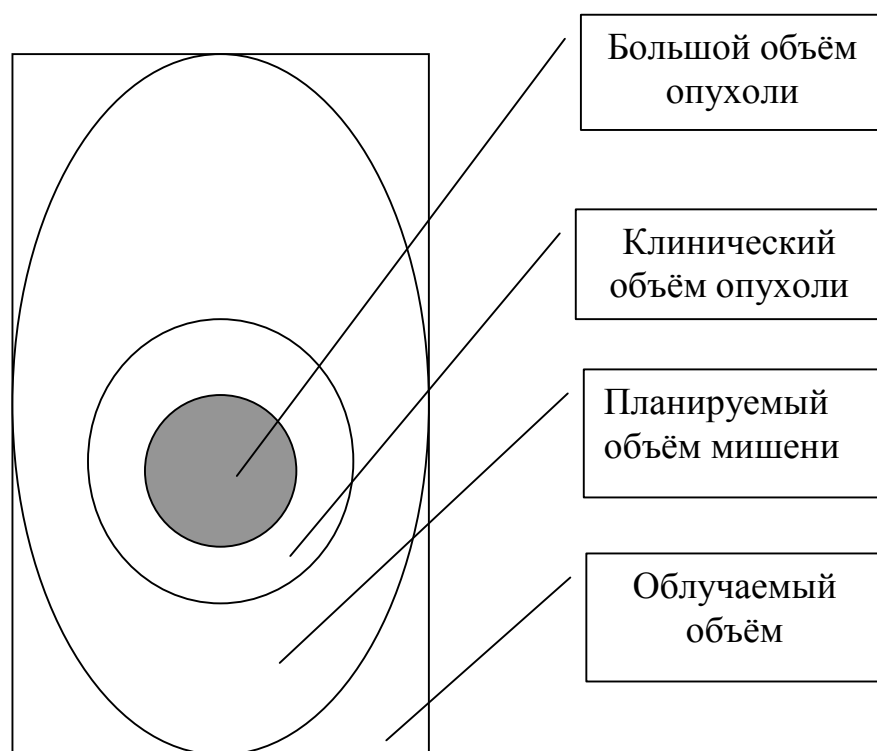 Большой объём
опухоли
Клинический
объём опухоли
Планируемый
объём мишени
Облучаемый
объём